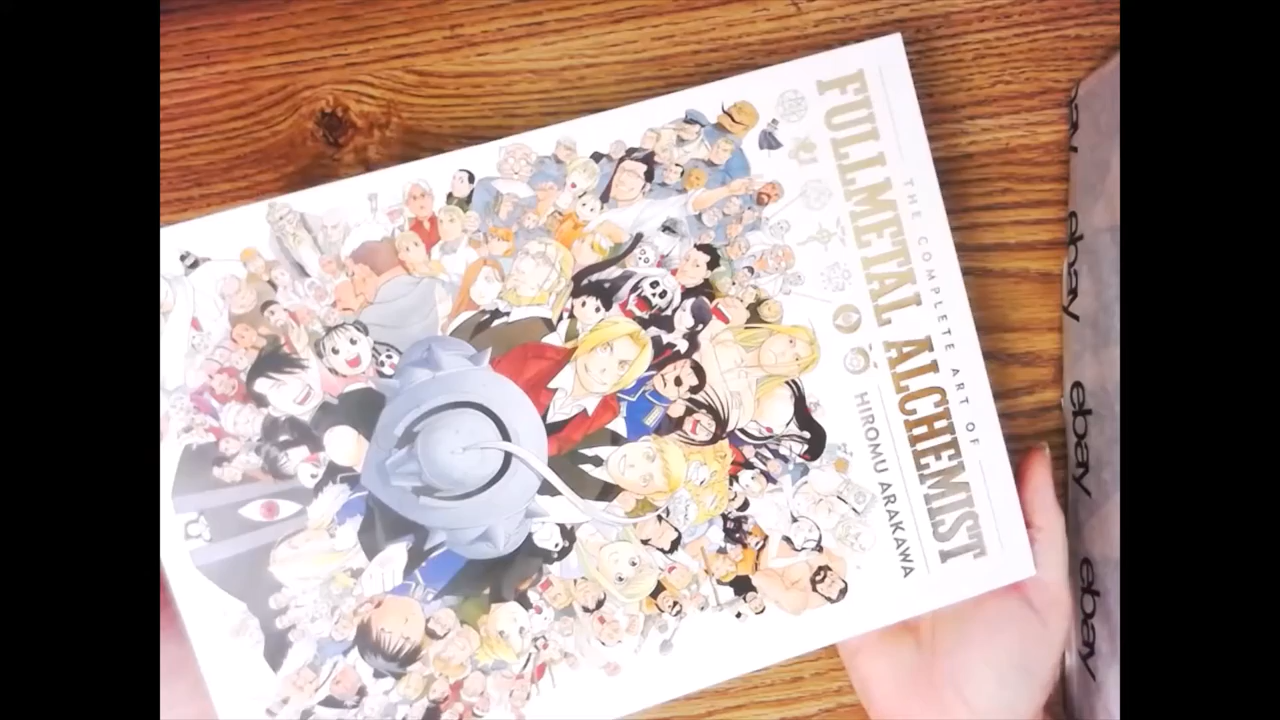 THE COMPLETE ART OF
FULLMETAL ALCHEMIST
HIROMU ARAKAWA
ebay
ebay
ebay